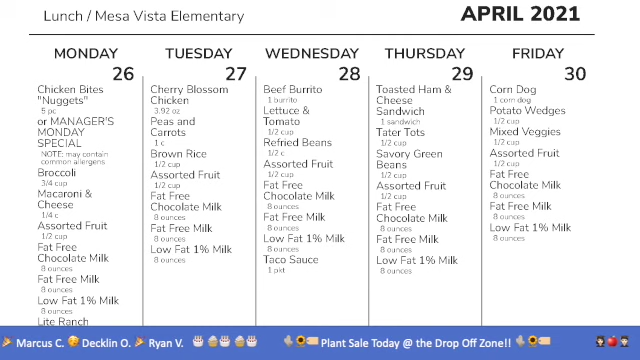 Lunch / Mesa Vista Elementary
APRIL 2021
MONDAY
26
Chicken Bites
"Nuggets"
5 pc
or MANAGER'S
MONDAY
SPECIAL
NOTE: may contain
common allergens
Broccoli
3/4 cup
Macaroni &
Cheese
1/4 c
Assorted Fruit
1/2 cup
Fat Free
Chocolate Milk
8 ounces
Fat Free Milk
8 ounces
Low Fat 1% Milk
8 ounces
Lite Ranch
TUESDAY
27
Cherry Blossom
Chicken
3.92 oz
Peas and
Carrots
1 c
Brown Rice
1/2 cup
Assorted Fruit
1/2 cup
Fat Free
Chocolate Milk
8 ounces
Fat Free Milk
8 ounces
Low Fat 1% Milk
8 ounces
WEDNESDAY
28
Beef Burrito
1 burrito
Lettuce &
Tomato
1/2 cup
Refried Beans
1/2 c
Assorted Fruit
1/2 cup
Fat Free
Chocolate Milk
8 ounces
Fat Free Milk
8 ounces
Low Fat 1% Milk
8 ounces
Taco Sauce
1 pkt
THURSDAY
29
Toasted Ham &
Cheese
Sandwich
1 sandwich
Tater Tots
1/2 cup
Savory Green
Beans
1/2 cup
Assorted Fruit
1/2 cup
Fat Free
Chocolate Milk
8 ounces
Fat Free Milk
8 ounces
Low Fat 1% Milk
8 ounces
FRIDAY
30
Corn Dog
1 corn dog
Potato Wedges
1/2 cup
Mixed Veggies
1/2 cup
Assorted Fruit
1/2 cup
Fat Free
Chocolate Milk
8 ounces
Fat Free Milk
8 ounces
Low Fat 1% Milk
8 ounces
Marcus C. Decklin O. Ryan V. Plant Sale Today @ the Drop Off Zone!!